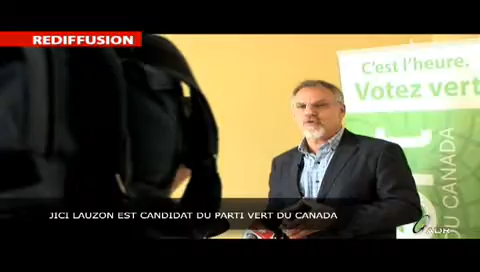 REDIFFUSION
C'est l'heure.
Votez vert
DU CANADA
JICI LAUZON EST CANDIDAT DU PARTI VERT DU CANADA